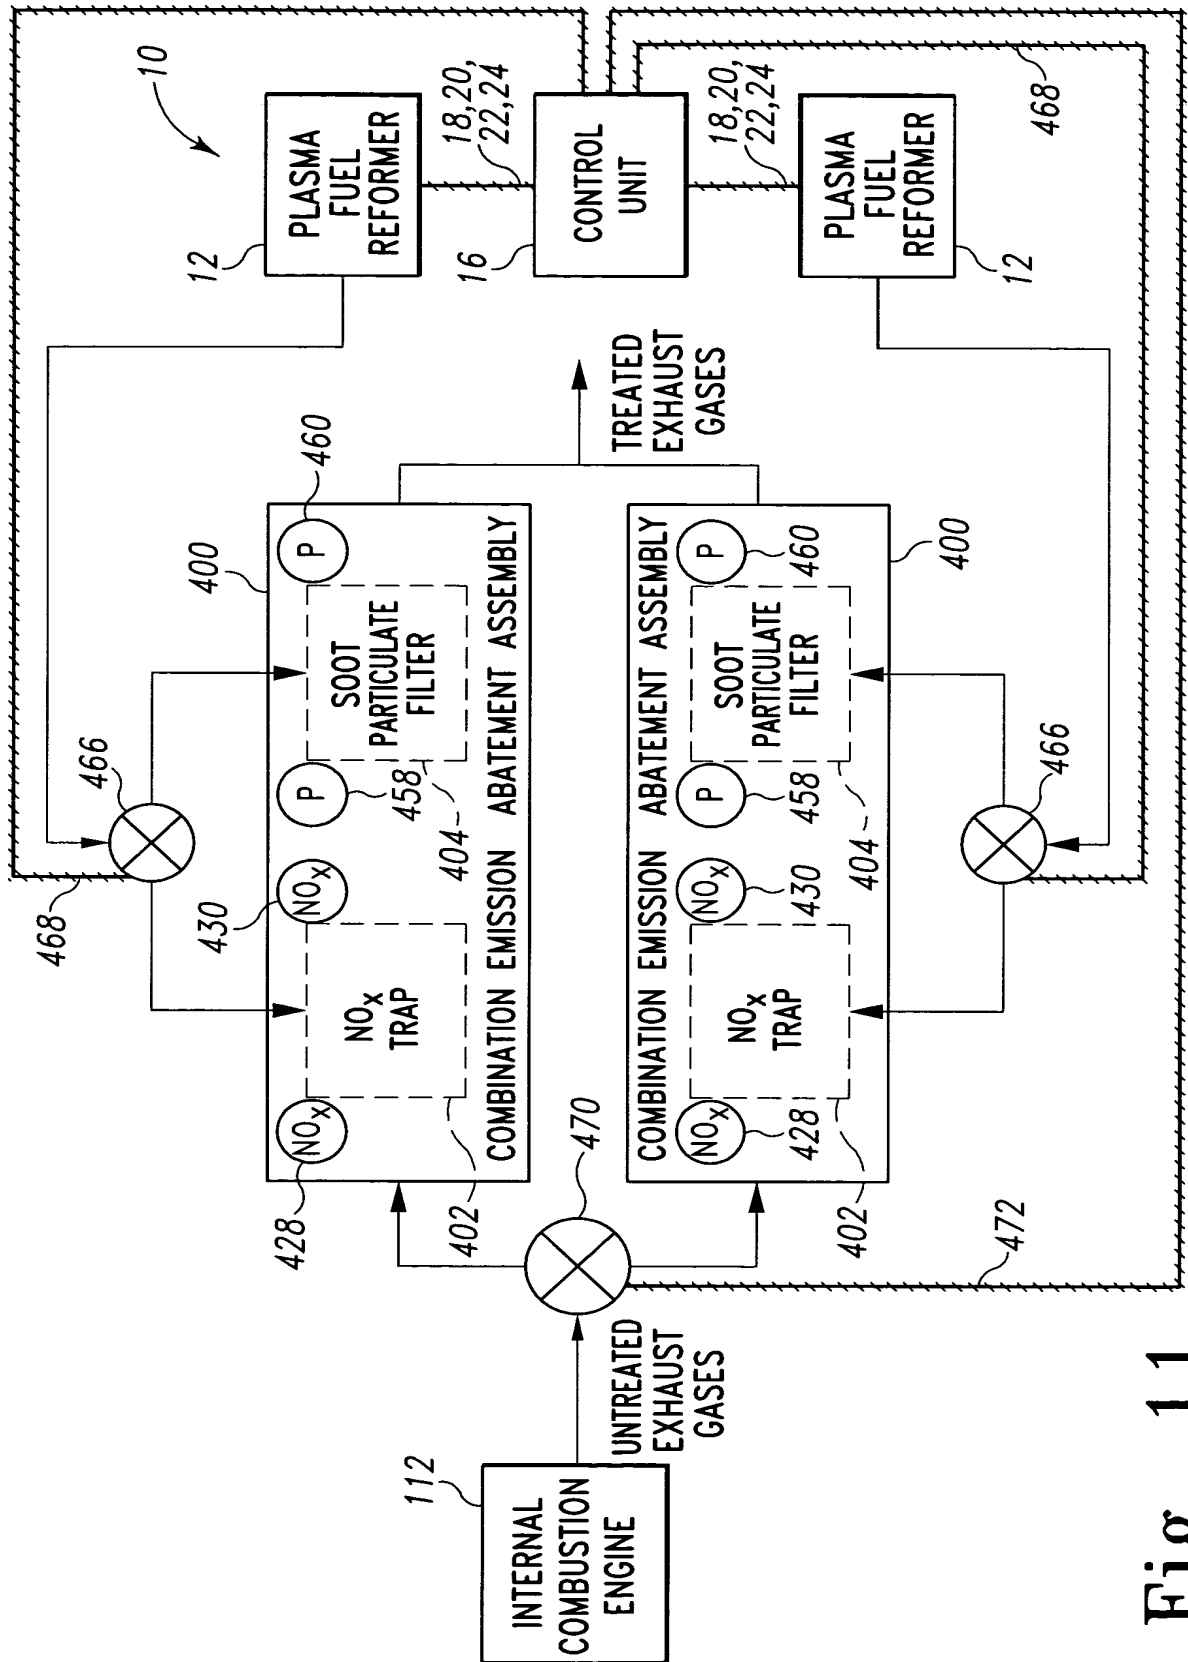 10
PLASMA
FUEL
REFORMER
12
18,20,
22,24
CONTROL
UNIT
16
18,20,
22,24
PLASMA
FUEL
REFORMER
12
468
466
468
430
NOX
NOX
428
NOX
TRAP
402
P
458
SOOT
PARTICULATE
FILTER
404
P
460
400
COMBINATION EMISSION ABATEMENT ASSEMBLY
TREATED
EXHAUST
GASES
470
COMBINATION EMISSION ABATEMENT ASSEMBLY
NOX
428
NOX
TRAP
402
NOX
430
P
458
SOOT
PARTICULATE
FILTER
404
P
460
400
466
472
UNTREATED
EXHAUST
GASES
112
INTERNAL
COMBUSTION
ENGINE
Fig. 11